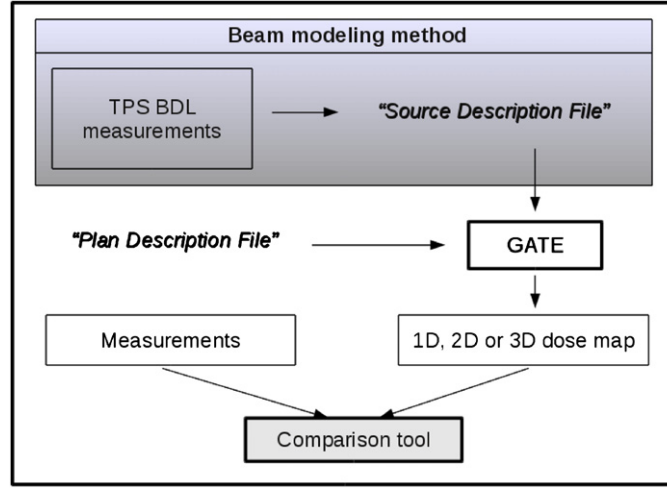 Beam modeling method
TPS BDL
measurements
“Source Description File”
“Plan Description File”
GATE
Measurements
1D, 2D or 3D dose map
Comparison tool